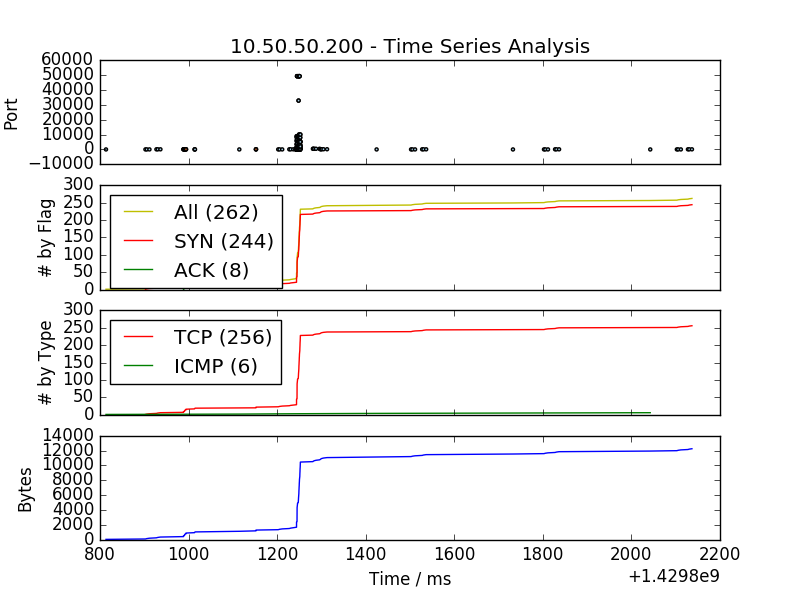 10.50.50.200 - Time Series Analysis
Port
60000
50000
40000
30000
20000
10000
0
−10000
# by Flag
300
250
200
150
100
50
0
All (262)
SYN (244)
ACK (8)
# by Type
300
250
200
150
100
50
0
TCP (256)
ICMP (6)
Bytes
14000
12000
10000
8000
6000
4000
2000
0
800 1000 1200 1400 1600 1800 2000 2200
Time / ms
+1.4298e9